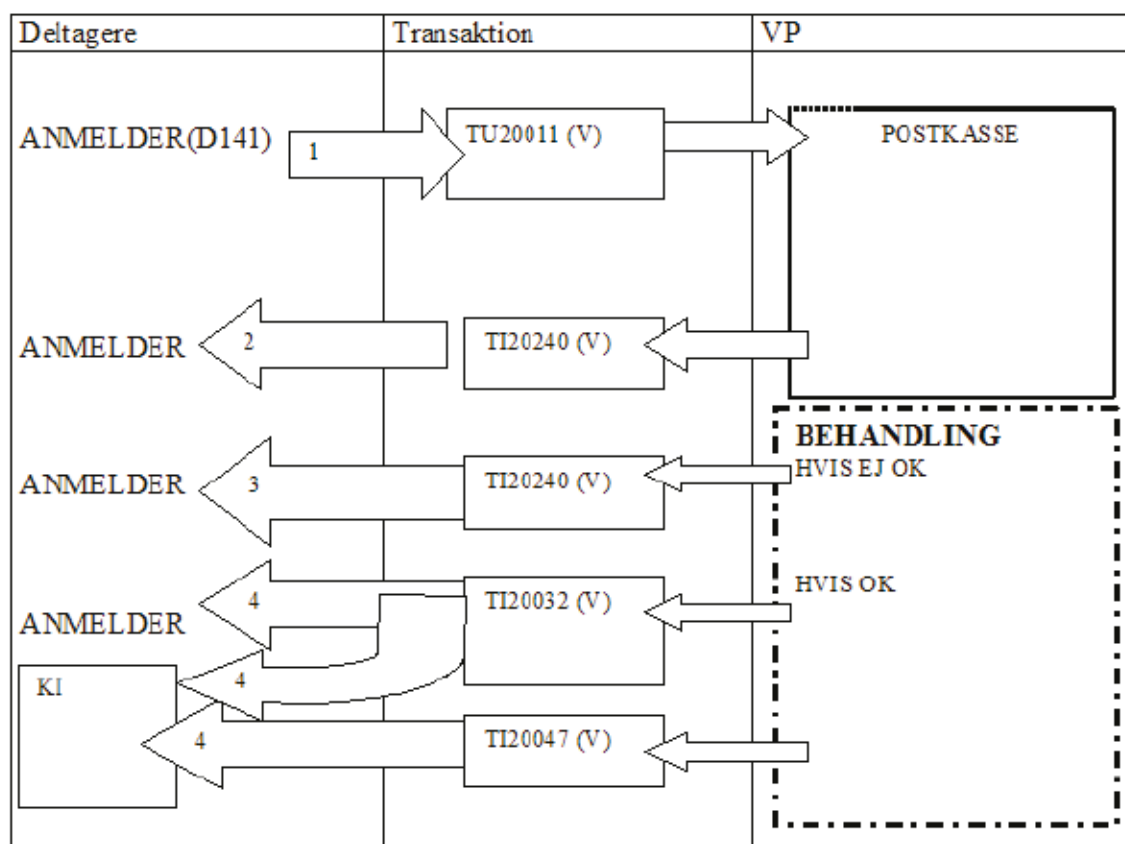 Deltagere
Transaktion
VP
ANMELDER(D141)
1
TU20011 (V)
POSTKASSE
ANMELDER
2
TI20240 (V)
BEHANDLING
HVIS EJ OK
ANMELDER
3
TI20240 (V)
HVIS OK
ANMELDER
4
TI20032 (V)
KI
4
4
TI20047 (V)